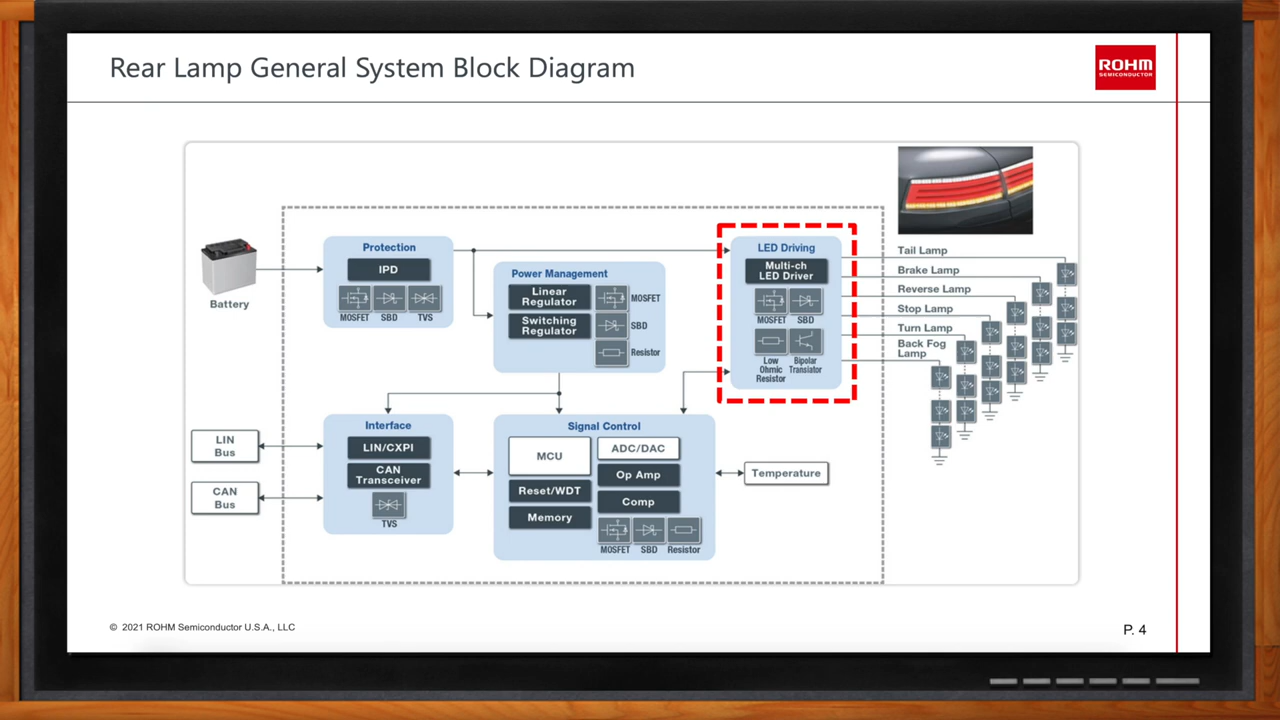 Rear Lamp General System Block Diagram
ROHM
SEMICONDUCTOR
Battery
Protection
IPD
MOSFET
SBD
TVS
Power Management
Linear
Regulator
Switching
Regulator
MOSFET
SBD
Resistor
LED Driving
Multi-ch
LED Driver
MOSFET
SBD
Low
Ohmic
Resistor
Bipolar
Transiator
Tail Lamp
Brake Lamp
Reverse Lamp
Stop Lamp
Turn Lamp
Back Fog
Lamp
LIN
Bus
CAN
Bus
Interface
LIN/CXPI
CAN
Transceiver
TVS
Signal Control
MCU
Reset/WDT
Memory
ADC/DAC
Op Amp
Comp
MOSFET
SBD
Resistor
Temperature
© 2021 ROHM Semiconductor U.S.A., LLC
P. 4